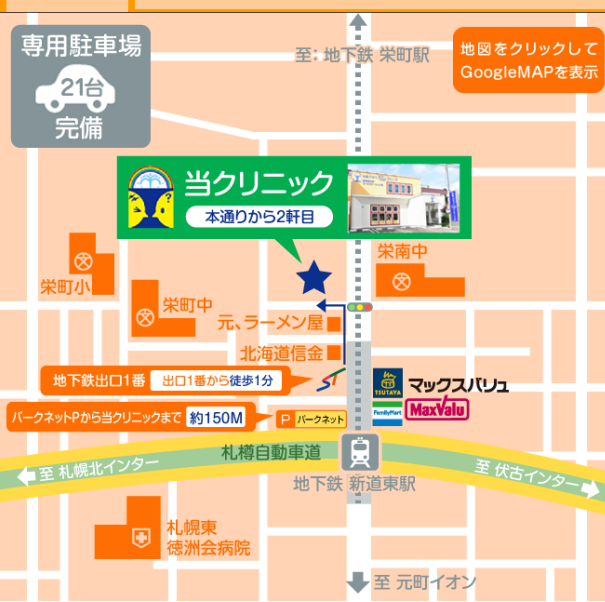 専用駐車場
21台
完備
至：地下鉄 栄町駅
地図をクリックして
GoogleMAPを表示
当クリニック
本通りから2軒目
栄南中
栄町小
栄町中
元、ラーメン屋
北海道信金
地下鉄出口1番 出口1番から徒歩1分
TSUTAYA
マックスバリュ
FamilyMart
MaxValu
パークネットPから当クリニックまで 約150M
P パークネット
札樽自動車道
至 札幌北インター
至 伏古インター
地下鉄 新道東駅
札幌東
徳洲会病院
至 元町イオン